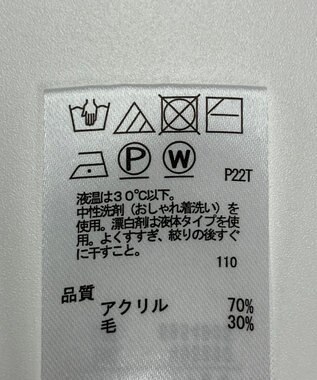 P W P22T
液温は30℃以下。
中性洗剤（おしゃれ着洗い）を
使用。漂白剤は液体タイプを使
用。よくすすぎ、絞りの後すぐ
に干すこと。
110
品質
アクリル 70%
毛 30%